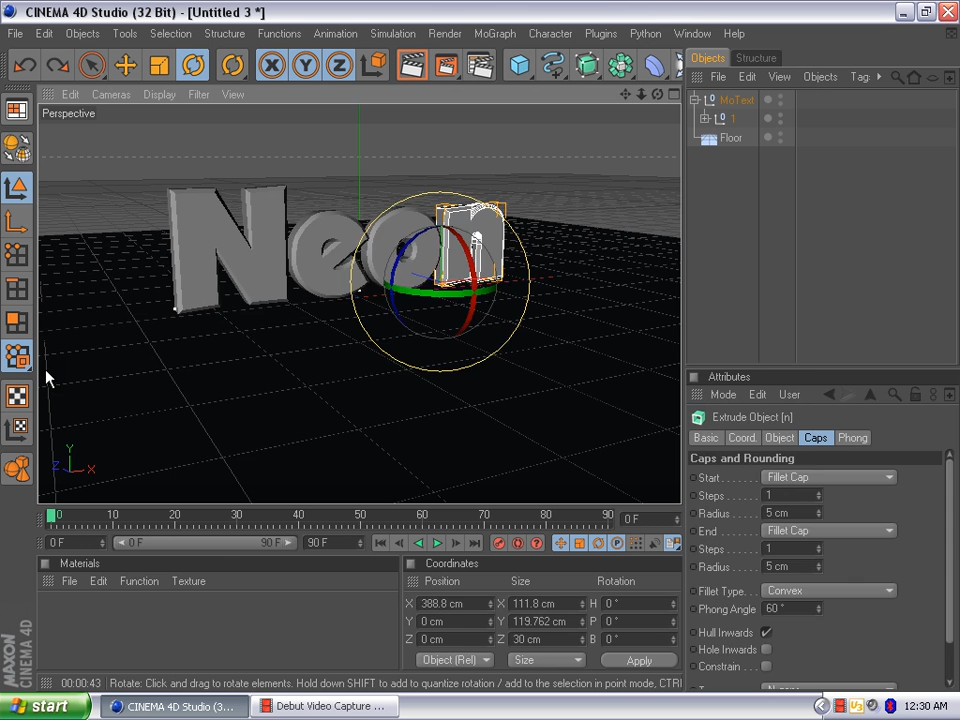 CINEMA 4D Studio (32 Bit) - [Untitled 3 *]
File Edit Objects Tools Selection Structure Functions Animation Simulation Render MoGraph Character Plugins Python Window Help
X Y Z
Objects Structure
File Edit View Objects Tag:
Edit Cameras Display Filter View
MoText
1
Floor
Perspective
Neon
Y
Z X
Attributes
Mode Edit User
Extrude Object [n]
Basic Coord. Object Caps Phong
Caps and Rounding
Start Fillet Cap
Steps 1
Radius 5 cm
End Fillet Cap
Steps 1
Radius 5 cm
Fillet Type Convex
Phong Angle 60 °
Hull Inwards
Hole Inwards
Constrain
0 10 20 30 40 50 60 70 80 90 0 F
0 F 0 F 90 F 90 F
Materials
File Edit Function Texture
Coordinates
Position Size Rotation
X 388.8 cm X 111.8 cm H 0 °
Y 0 cm Y 119.762 cm P 0 °
Z 0 cm Z 30 cm B 0 °
Object (Rel) Size Apply
MAXON
CINEMA 4D
00:00:43 Rotate: Click and drag to rotate elements. Hold down SHIFT to add to quantize rotation / add to the selection in point mode, CTRL
start CINEMA 4D Studio (3... Debut Video Capture ... 12:30 AM